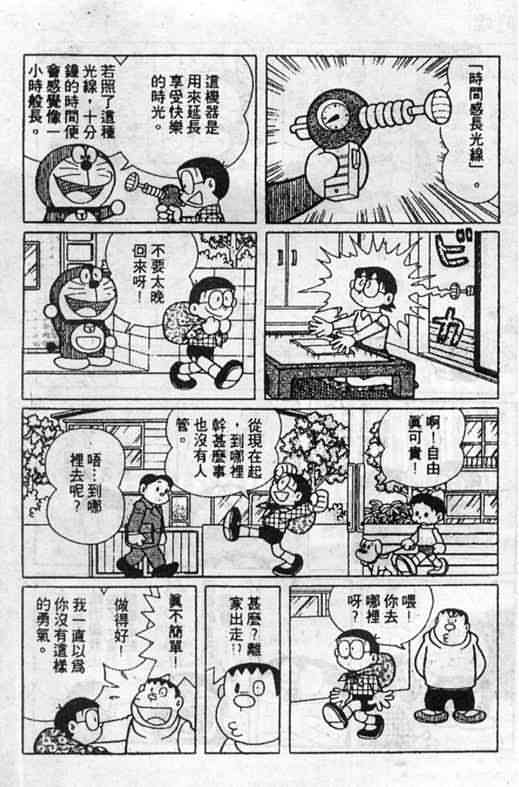 「時間感長光線」。
這機器是
用來延長
享受快樂
的時光。
若照了這種
光線，十分
鐘的時間便
會感覺像一
小時般長。
ピカ
不要太晚
回來呀！
啊！自由
真可貴！
從現在起
，到哪裡
幹甚麼事
也沒有人
管。
唔…到哪
裡去呢？
喂！
你去
哪裡
呀？
甚麼？離
家出走!?
真不簡單！
做得好！
我一直以為
你沒有這樣
的勇氣。